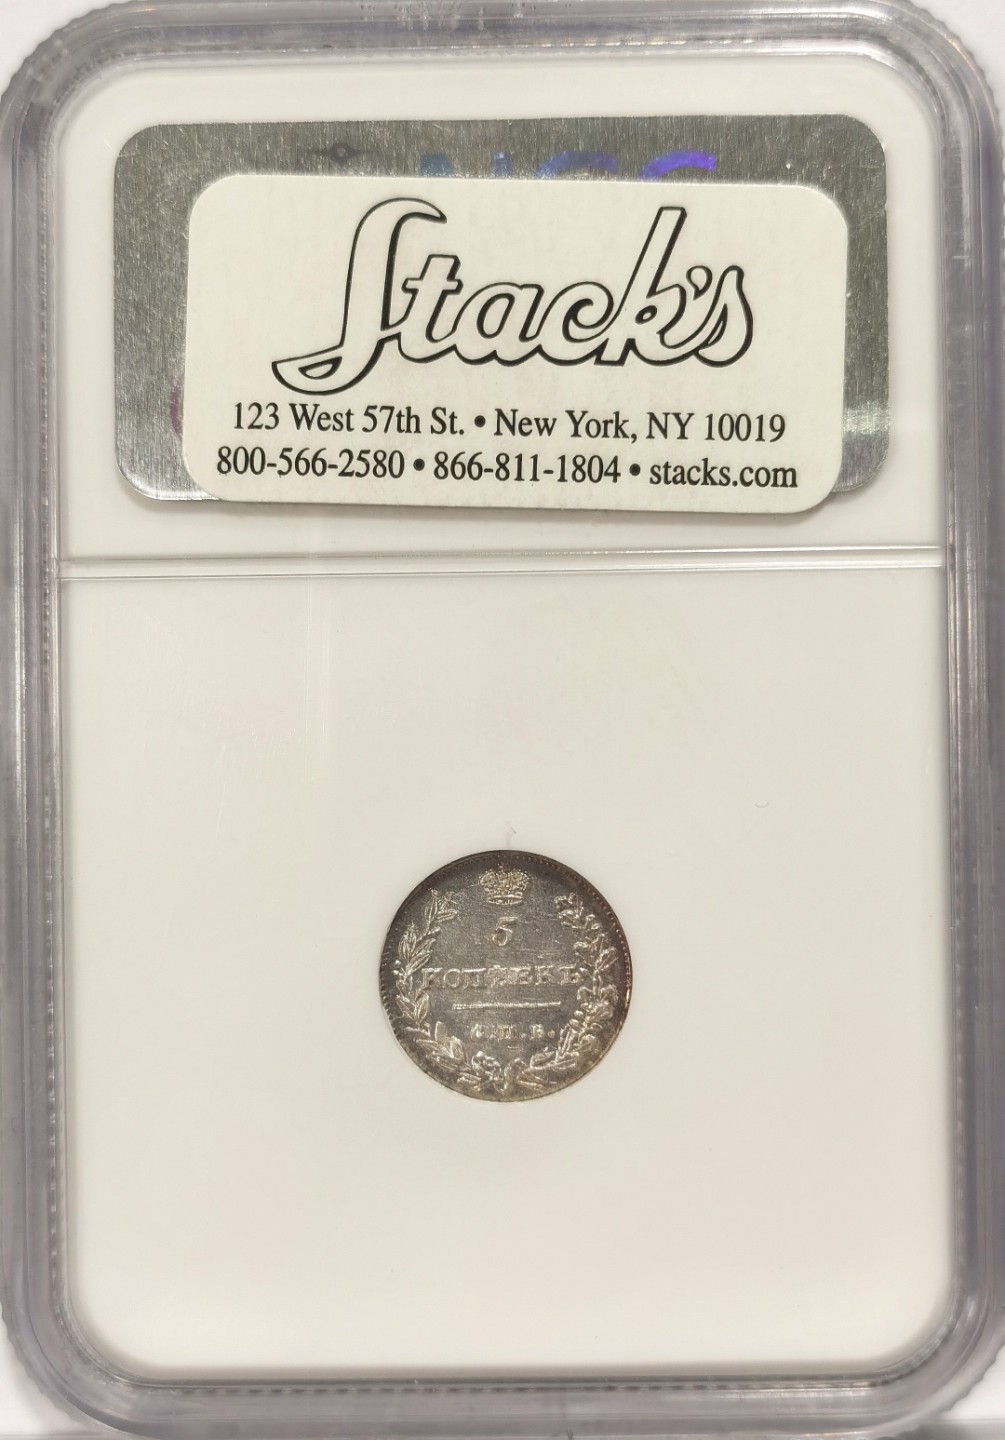 NGC
Stack's
123 West 57th St. • New York, NY 10019
800-566-2580 • 866-811-1804 • stacks.com
5
КОПѢЕКЪ
С.П.Б.